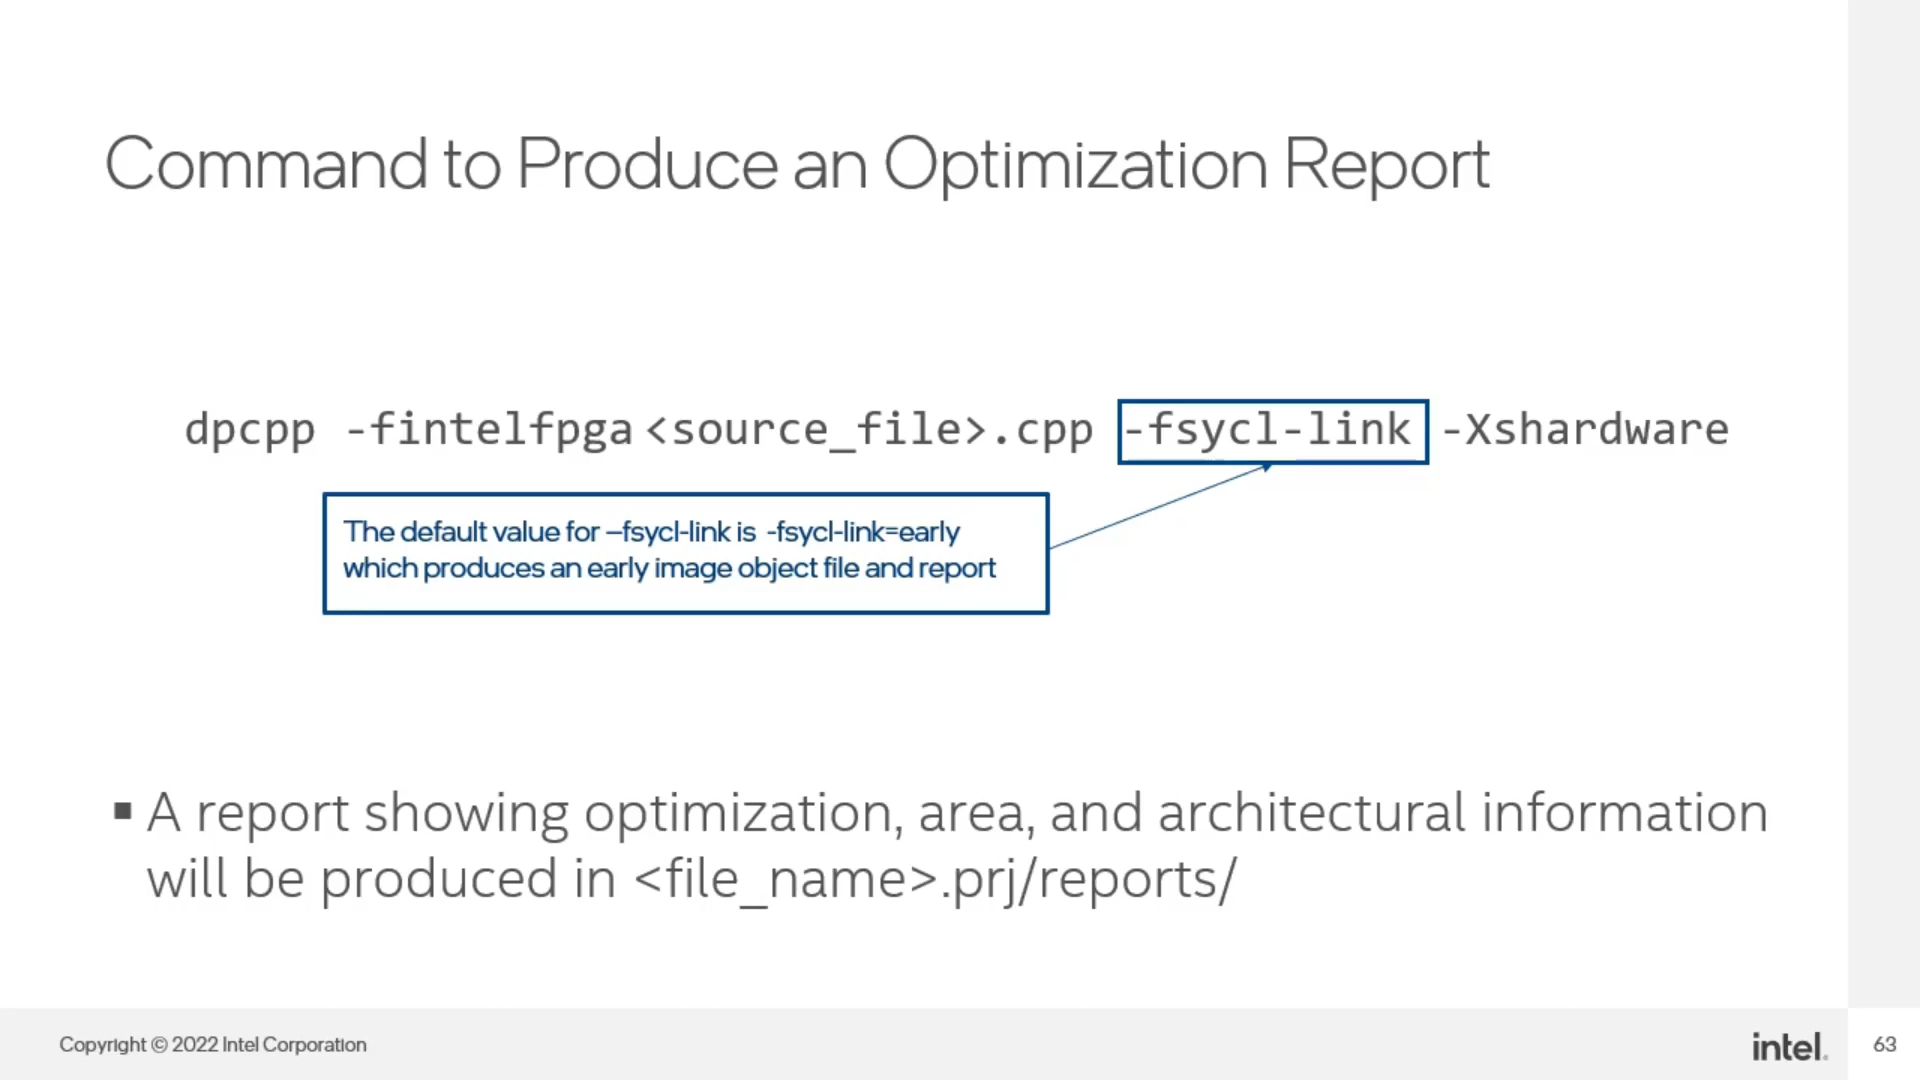 Command to Produce an Optimization Report
dpcpp -fintelfpga <source_file>.cpp -fsycl-link -Xshardware
The default value for –fsycl-link is -fsycl-link=early
which produces an early image object file and report
▪ A report showing optimization, area, and architectural information
will be produced in <file_name>.prj/reports/
Copyright © 2022 Intel Corporation
intel.
63